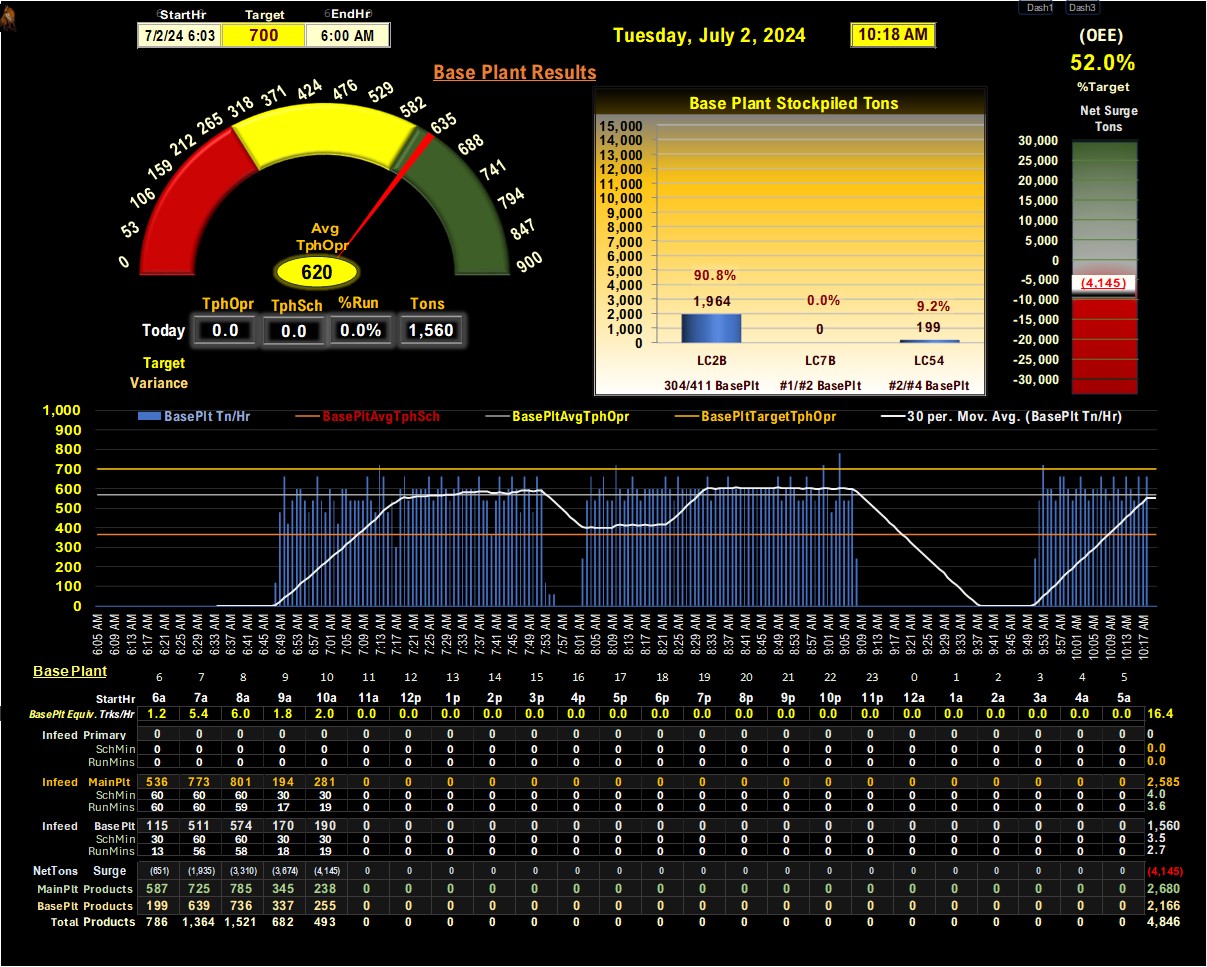 StartHr Target EndHr
7/2/24 6:03 700 6:00 AM
Tuesday, July 2, 2024 10:18 AM
Dash1 Dash3
(OEE)
52.0%
%Target
Base Plant Results
0 53 106 159 212 265 318 371 424 476 529 582 635 688 741 794 847 900
Avg
TphOpr
620
TphOpr TphSch %Run Tons
Today 0.0 0.0 0.0% 1,560
Target
Variance
Base Plant Stockpiled Tons
15,000
14,000
13,000
12,000
11,000
10,000
9,000
8,000
7,000
6,000
5,000
4,000
3,000
2,000
1,000
0
90.8% 0.0% 9.2%
1,964 0 199
LC2B LC7B LC54
304/411 BasePlt #1/#2 BasePlt #2/#4 BasePlt
Net Surge
Tons
30,000
25,000
20,000
15,000
10,000
5,000
0
-5,000
-10,000
-15,000
-20,000
-25,000
-30,000
(4,145)
BasePlt Tn/Hr BasePltAvgTphSch BasePltAvgTphOpr BasePltTargetTphOpr 30 per. Mov. Avg. (BasePlt Tn/Hr)
1,000
900
800
700
600
500
400
300
200
100
0
6:05 AM 6:09 AM 6:13 AM 6:17 AM 6:21 AM 6:25 AM 6:29 AM 6:33 AM 6:37 AM 6:41 AM 6:45 AM 6:49 AM 6:53 AM 6:57 AM 7:01 AM 7:05 AM 7:09 AM 7:13 AM 7:17 AM 7:21 AM 7:25 AM 7:29 AM 7:33 AM 7:37 AM 7:41 AM 7:45 AM 7:49 AM 7:53 AM 7:57 AM 8:01 AM 8:05 AM 8:09 AM 8:13 AM 8:17 AM 8:21 AM 8:25 AM 8:29 AM 8:33 AM 8:37 AM 8:41 AM 8:45 AM 8:49 AM 8:53 AM 8:57 AM 9:01 AM 9:05 AM 9:09 AM 9:13 AM 9:17 AM 9:21 AM 9:25 AM 9:29 AM 9:33 AM 9:37 AM 9:41 AM 9:45 AM 9:49 AM 9:53 AM 9:57 AM 10:01 AM 10:05 AM 10:09 AM 10:13 AM 10:17 AM
Base Plant 6 7 8 9 10 11 12 13 14 15 16 17 18 19 20 21 22 23 0 1 2 3 4 5
StartHr 6a 7a 8a 9a 10a 11a 12p 1p 2p 3p 4p 5p 6p 7p 8p 9p 10p 11p 12a 1a 2a 3a 4a 5a
BasePlt Equiv. Trks/Hr 1.2 5.4 6.0 1.8 2.0 0.0 0.0 0.0 0.0 0.0 0.0 0.0 0.0 0.0 0.0 0.0 0.0 0.0 0.0 0.0 0.0 0.0 0.0 0.0 16.4
Infeed Primary 0 0 0 0 0 0 0 0 0 0 0 0 0 0 0 0 0 0 0 0 0 0 0 0 0
SchMin 0 0 0 0 0 0 0 0 0 0 0 0 0 0 0 0 0 0 0 0 0 0 0 0 0.0
RunMins 0 0 0 0 0 0 0 0 0 0 0 0 0 0 0 0 0 0 0 0 0 0 0 0 0.0
Infeed MainPlt 536 773 801 194 281 0 0 0 0 0 0 0 0 0 0 0 0 0 0 0 0 0 0 0 2,585
SchMin 60 60 60 30 30 0 0 0 0 0 0 0 0 0 0 0 0 0 0 0 0 0 0 0 4.0
RunMins 60 60 59 17 19 0 0 0 0 0 0 0 0 0 0 0 0 0 0 0 0 0 0 0 3.6
Infeed BasePlt 115 511 574 170 190 0 0 0 0 0 0 0 0 0 0 0 0 0 0 0 0 0 0 0 1,560
SchMin 30 60 60 30 30 0 0 0 0 0 0 0 0 0 0 0 0 0 0 0 0 0 0 0 3.5
RunMins 13 56 58 18 19 0 0 0 0 0 0 0 0 0 0 0 0 0 0 0 0 0 0 0 2.7
NetTons Surge (651) (1,935) (3,310) (3,674) (4,145) 0 0 0 0 0 0 0 0 0 0 0 0 0 0 0 0 0 0 0 (4,145)
MainPlt Products 587 725 785 345 238 0 0 0 0 0 0 0 0 0 0 0 0 0 0 0 0 0 0 0 2,680
BasePlt Products 199 639 736 337 255 0 0 0 0 0 0 0 0 0 0 0 0 0 0 0 0 0 0 0 2,166
Total Products 786 1,364 1,521 682 493 0 0 0 0 0 0 0 0 0 0 0 0 0 0 0 0 0 0 0 4,846